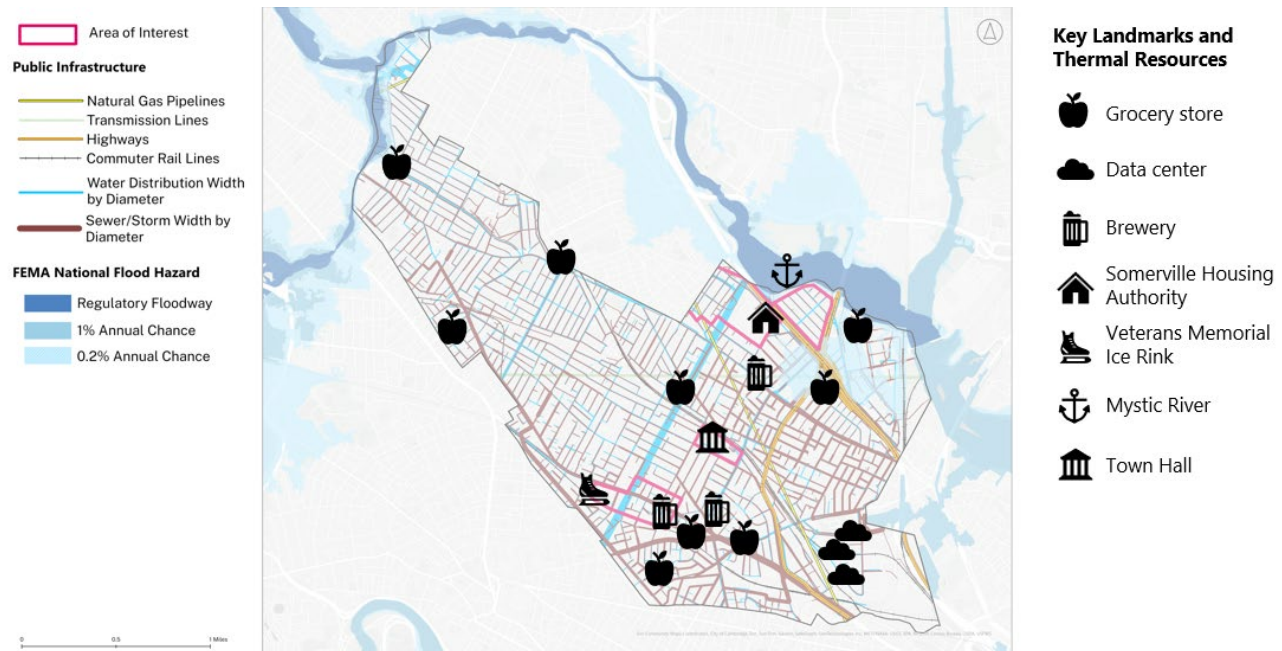 Area of Interest
Public Infrastructure
Natural Gas Pipelines
Transmission Lines
Highways
Commuter Rail Lines
Water Distribution Width
by Diameter
Sewer/Storm Width by
Diameter
FEMA National Flood Hazard
Regulatory Floodway
1% Annual Chance
0.2% Annual Chance
0 0.5 1 Miles
Key Landmarks and
Thermal Resources
Grocery store
Data center
Brewery
Somerville Housing
Authority
Veterans Memorial
Ice Rink
Mystic River
Town Hall